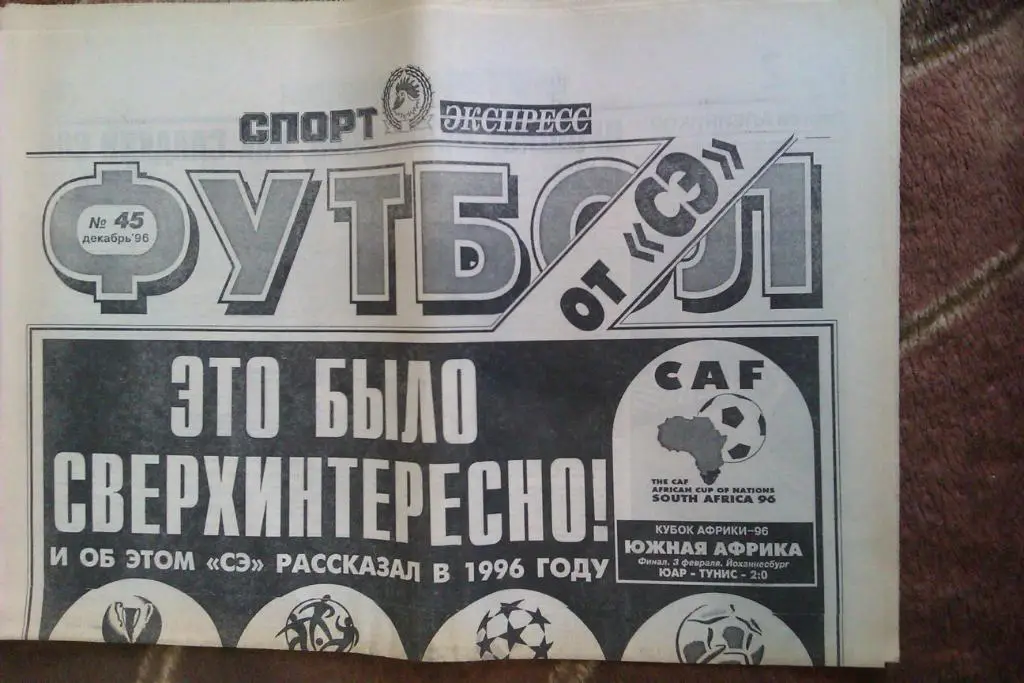 СПОРТ ЭКСПРЕСС
ФУТБОЛ
ОТ «СЭ»
№ 45
декабрь'96
ЭТО БЫЛО
СВЕРХИНТЕРЕСНО!
И ОБ ЭТОМ «СЭ» РАССКАЗАЛ В 1996 ГОДУ
CAF
THE CAF
AFRICAN CUP OF NATIONS
SOUTH AFRICA 96
КУБОК АФРИКИ–96
ЮЖНАЯ АФРИКА
Финал. 3 февраля. Йоханнесбург
ЮАР - ТУНИС - 2:0